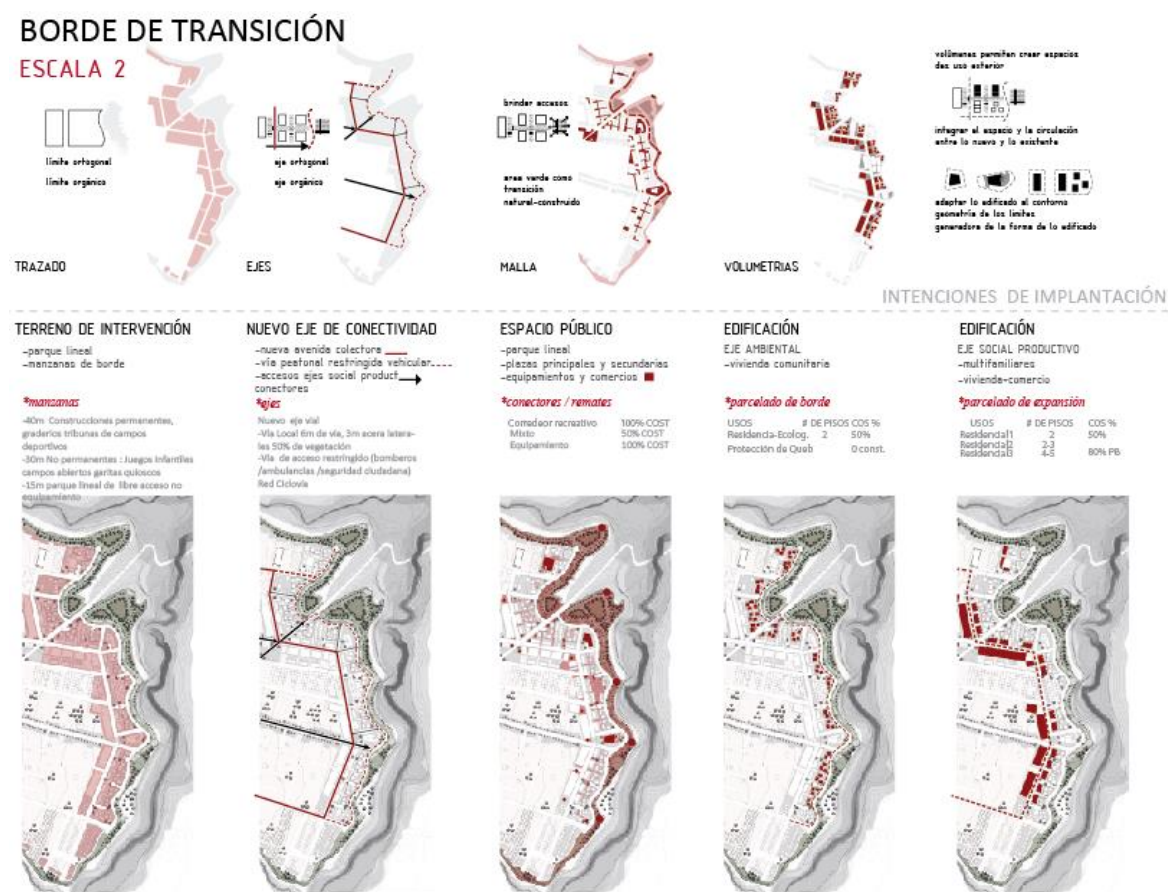 BORDE DE TRANSICIÓN
ESCALA 2
límite ortogonal
límite orgánico
TRAZADO
eje ortogonal
eje orgánico
EJES
brindar accesos
area verde como
transición
natural-construido
MALLA
VOLUMETRIAS
volúmenes permiten crear espacios
des uso exterior
integrar el espacio y la circulación
entre lo nuevo y lo existente
adaptar lo edificado al contorno
geometría de los límites
generadora de la forma de lo edificado
INTENCIONES DE IMPLANTACIÓN
TERRENO DE INTERVENCIÓN
-parque lineal
-manzanas de borde
*manzanas
-40m Construcciones permanentes,
graderios tribunas de campos
deportivos
-30m No permanentes : Juegos Infantiles
campos abiertos garitas quioscos
-15m parque lineal de libre acceso no
equipamiento
NUEVO EJE DE CONECTIVIDAD
-nueva avenida colectora
-vía peatonal restringida vehicular
-accesos ejes social product.
conectores
*ejes
Nuevo eje vial
-Vía Local 6m de vía, 3m acera latera-
les 50% de vegetación
-Vía de acceso restringido (bomberos
/ambulancias /seguridad ciudadana)
Red Ciclovía
ESPACIO PÚBLICO
-parque lineal
-plazas principales y secundarias
-equipamientos y comercios
*conectores / remates
Corredeor recreativo 100% COST
Mixto 50% COST
Equipamiento 100% COST
EDIFICACIÓN
EJE AMBIENTAL
-vivienda comunitaria
*parcelado de borde
USOS # DE PISOS COS %
Residencia-Ecolog. 2 50%
Protección de Queb 0 const.
EDIFICACIÓN
EJE SOCIAL PRODUCTIVO
-multifamiliares
-vivienda-comercio
*parcelado de expansión
USOS # DE PISOS COS %
Residencial1 2 50%
Residencial2 2-3
Residencial3 4-5 80% PB